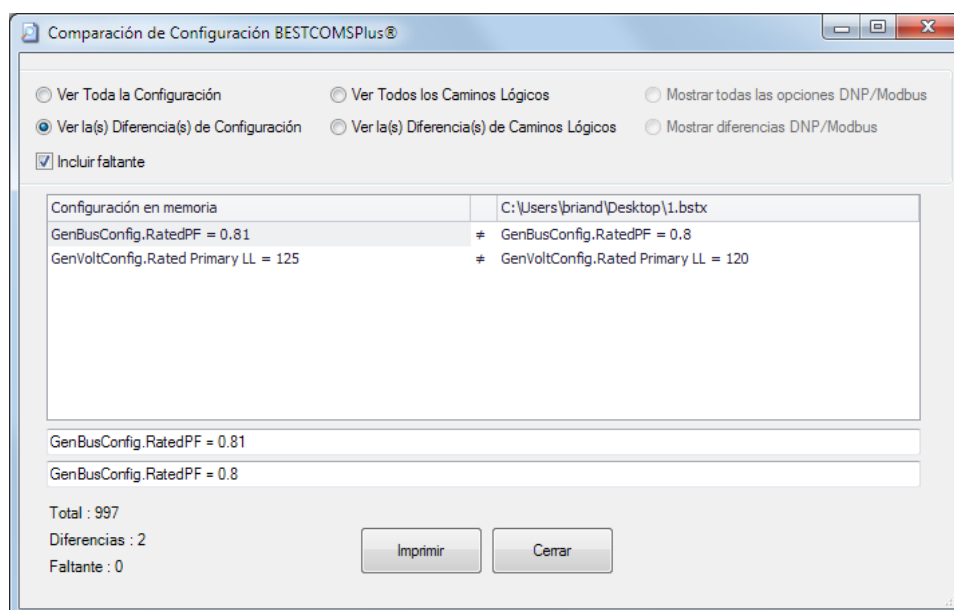 Comparación de Configuración BESTCOMSPlus®
Ver Toda la Configuración
Ver Todos los Caminos Lógicos
Mostrar todas las opciones DNP/Modbus
Ver la(s) Diferencia(s) de Configuración
Ver la(s) Diferencia(s) de Caminos Lógicos
Mostrar diferencias DNP/Modbus
Incluir faltante
Configuración en memoria C:\Users\briand\Desktop\1.bstx
GenBusConfig.RatedPF = 0.81 ≠ GenBusConfig.RatedPF = 0.8
GenVoltConfig.Rated Primary LL = 125 ≠ GenVoltConfig.Rated Primary LL = 120
GenBusConfig.RatedPF = 0.81
GenBusConfig.RatedPF = 0.8
Total : 997
Diferencias : 2
Faltante : 0
Imprimir
Cerrar